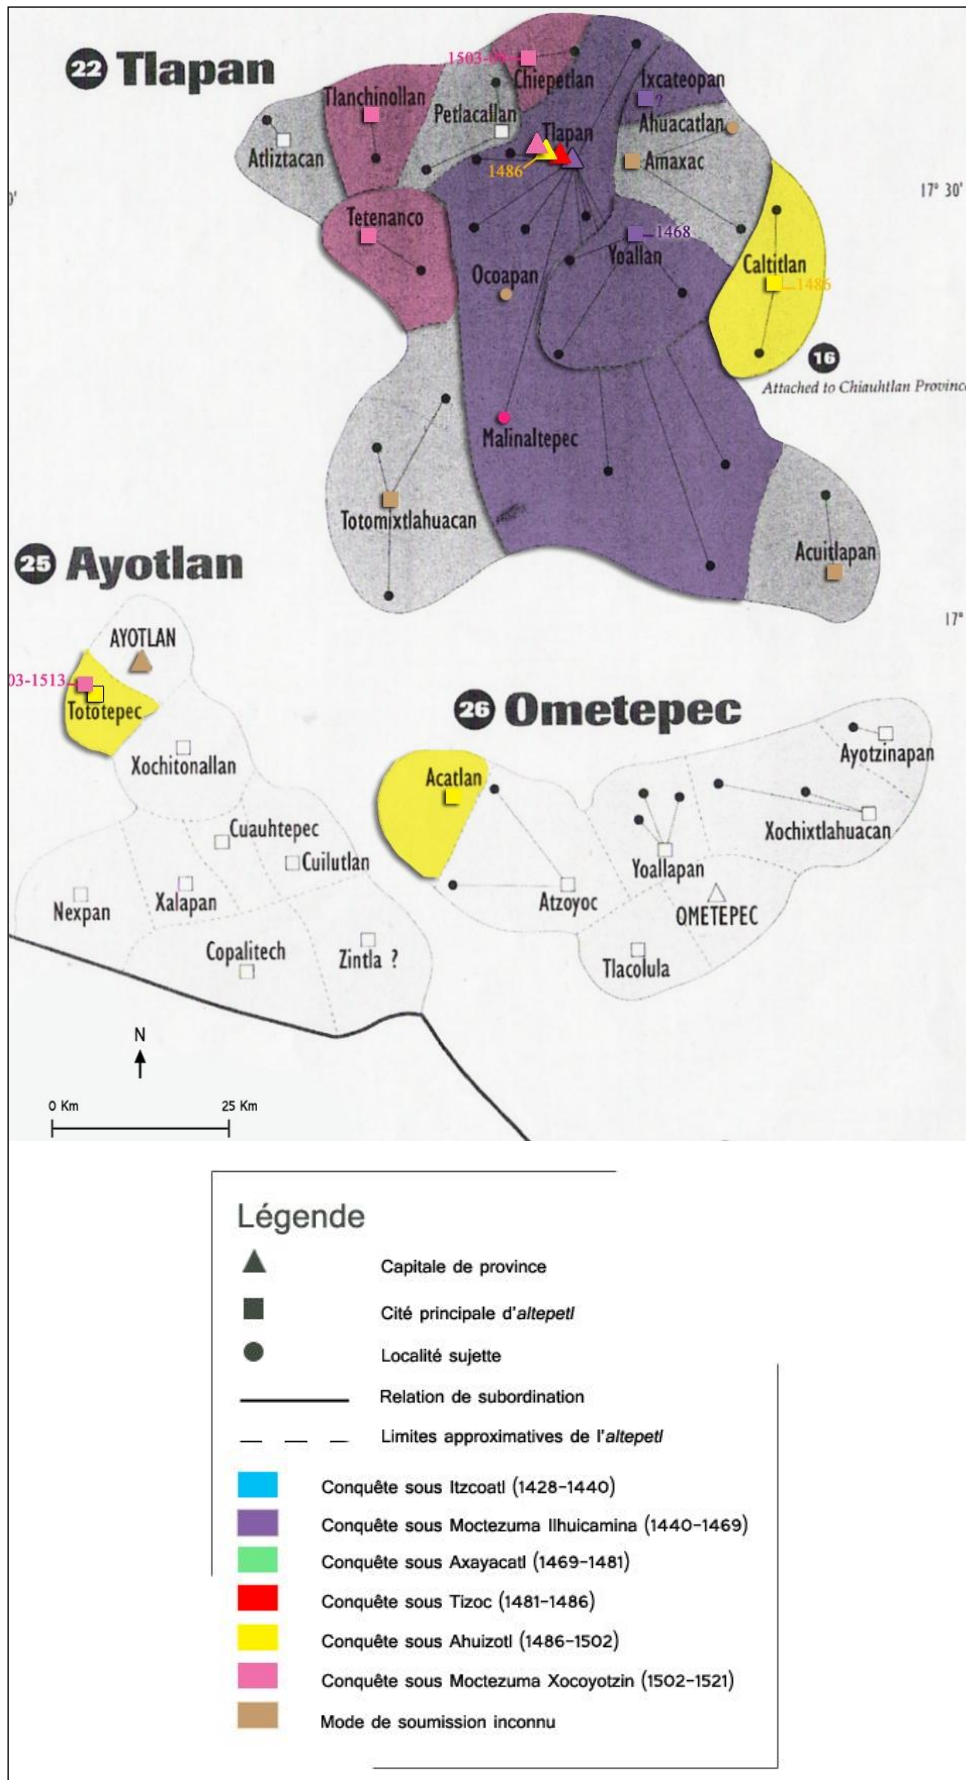 22 Tlapan
1503-
Chiepetlan
Ixcateopan
?
Tlanchinollan
Petlacallan
Ahuacatlan
Tlapan
Atliztacan
Amaxac
1486
17° 30'
0'
Tetenanco
1468
Yoallan
Caltitlan
Ocoapan
1486
16
Attached to Chiauhtlan Province
Malinaltepec
Totomixtlahuacan
Acuitlapan
25 Ayotlan
17°
AYOTLAN
03-1513
Tototepec
26 Ometepec
Xochitonallan
Acatlan
Ayotzinapan
Cuauhtepec
Xochixtlahuacan
Cuilutlan
Yoallapan
Nexpan
Xalapan
Atzoyoc
OMETEPEC
Copalitech
Zintla ?
Tlacolula
N
0 Km 25 Km
Légende
Capitale de province
Cité principale d'altepetl
Localité sujette
Relation de subordination
Limites approximatives de l'altepetl
Conquête sous Itzcoatl (1428-1440)
Conquête sous Moctezuma Ilhuicamina (1440-1469)
Conquête sous Axayacatl (1469-1481)
Conquête sous Tizoc (1481-1486)
Conquête sous Ahuizotl (1486-1502)
Conquête sous Moctezuma Xocoyotzin (1502-1521)
Mode de soumission inconnu